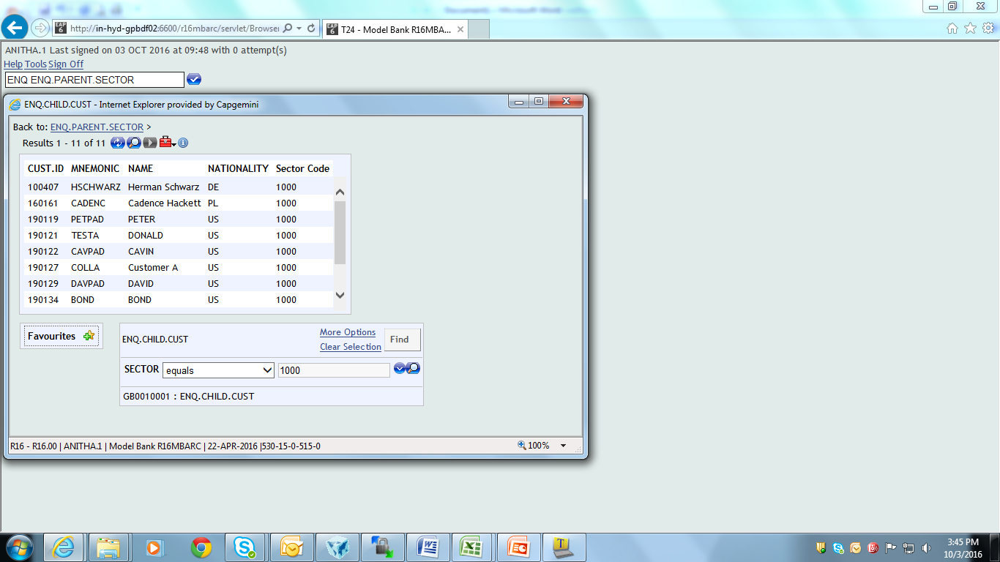 Document1 - Microsoft Word
http://in-hyd-gpbdf02:6600/r16mbarc/servlet/Browser
T24 - Model Bank R16MBA...
ANITHA.1 Last signed on 03 OCT 2016 at 09:48 with 0 attempt(s)
Help Tools Sign Off
ENQ ENQ.PARENT.SECTOR
ENQ.CHILD.CUST - Internet Explorer provided by Capgemini
Back to: ENQ.PARENT.SECTOR >
Results 1 - 11 of 11
CUST.ID MNEMONIC NAME NATIONALITY Sector Code
100407 HSCHWARZ Herman Schwarz DE 1000
160161 CADENC Cadence Hackett PL 1000
190119 PETPAD PETER US 1000
190121 TESTA DONALD US 1000
190122 CAVPAD CAVIN US 1000
190127 COLLA Customer A US 1000
190129 DAVPAD DAVID US 1000
190134 BOND BOND US 1000
Favourites
ENQ.CHILD.CUST
More Options
Clear Selection
Find
SECTOR equals 1000
GB0010001 : ENQ.CHILD.CUST
R16 - R16.00 | ANITHA.1 | Model Bank R16MBARC | 22-APR-2016 |530-15-0-515-0
100%
3:45 PM
10/3/2016